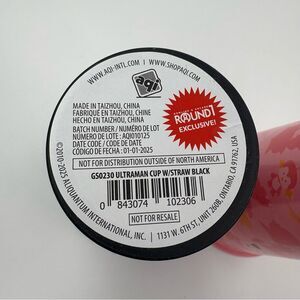 WWW.AQI-INTL.COM | WWW.SHOPAQI.COM
aqi
MADE IN TAIZHOU, CHINA
FABRIQUÉ EN TAIZHOU, CHINE
HECHO EN TAIZHOU, CHINA
BATCH NUMBER / NUMÉRO DE LOT
NÚMERO DE LOTE : AQI010125
DATE CODE / CODE DE DATE
CÓDIGO DE FECHA : 01-01-2025
ROUND1
EXCLUSIVE!
NOT FOR DISTRIBUTION OUTSIDE OF NORTH AMERICA
GS0230 ULTRAMAN CUP W/STRAW BLACK
0 843074 102306
NOT FOR RESALE
©2010-2025 ALIQUANTUM INTERNATIONAL, INC. | 1131 W. 6TH ST, UNIT 260B, ONTARIO, CA 91762, USA